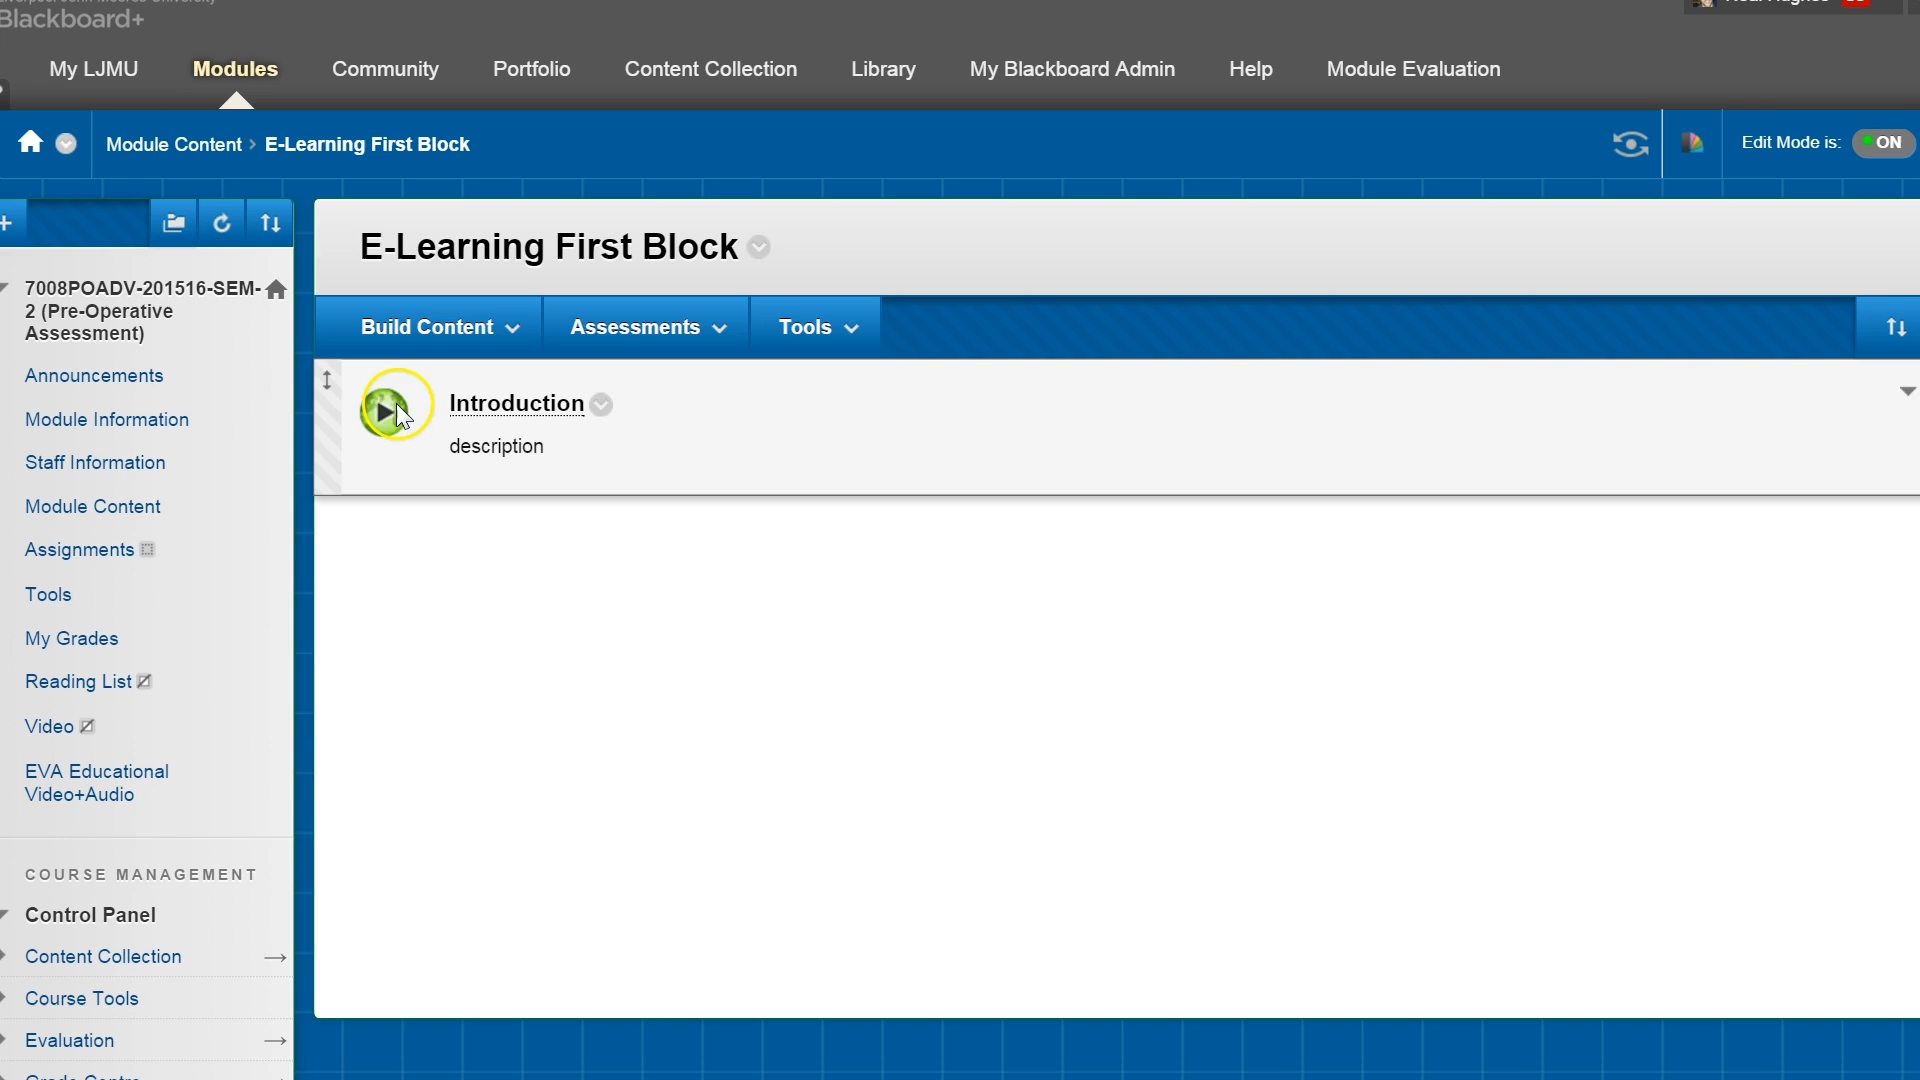 Blackboard+
My LJMU Modules Community Portfolio Content Collection Library My Blackboard Admin Help Module Evaluation
Module Content E-Learning First Block
Edit Mode is: ON
E-Learning First Block
Build Content Assessments Tools
Introduction
description
7008POADV-201516-SEM-
2 (Pre-Operative
Assessment)
Announcements
Module Information
Staff Information
Module Content
Assignments
Tools
My Grades
Reading List
Video
EVA Educational
Video+Audio
COURSE MANAGEMENT
Control Panel
Content Collection
Course Tools
Evaluation